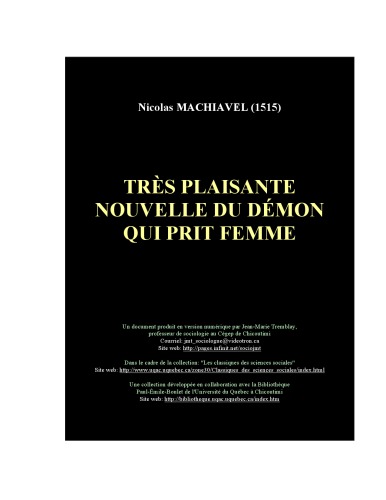 Nicolas MACHIAVEL (1515)
TRÈS PLAISANTE
NOUVELLE DU DÉMON
QUI PRIT FEMME
Un document produit en version numérique par Jean-Marie Tremblay,
professeur de sociologie au Cégep de Chicoutimi
Courriel: jmt_sociologue@videotron.ca
Site web: http://pages.infinit.net/sociojmt
Dans le cadre de la collection: "Les classiques des sciences sociales"
Site web: http://www.uqac.uquebec.ca/zone30/Classiques_des_sciences_sociales/index.html
Une collection développée en collaboration avec la Bibliothèque
Paul-Émile-Boulet de l'Université du Québec à Chicoutimi
Site web: http://bibliotheque.uqac.uquebec.ca/index.htm